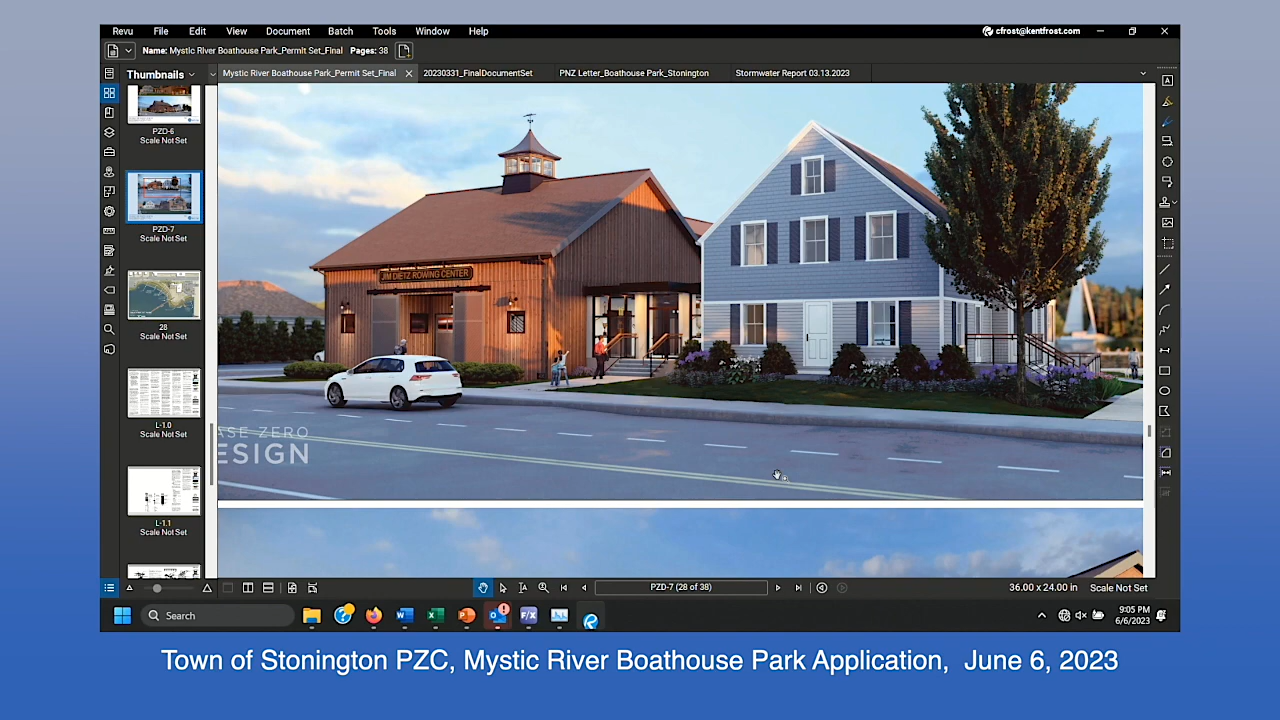 Revu File Edit View Document Batch Tools Window Help cfrost@kentfrost.com
Name: Mystic River Boathouse Park_Permit Set_Final Pages: 38
Thumbnails
Mystic River Boathouse Park_Permit Set_Final 20230331_FinalDocumentSet PNZ Letter_Boathouse Park_Stonington Stormwater Report 03.13.2023
PZD-6
Scale Not Set
PZD-7
Scale Not Set
28
Scale Not Set
L-1.0
Scale Not Set
L-1.1
Scale Not Set
JIM DIETZ ROWING CENTER
ASE ZERO
ESIGN
PZD-7 (28 of 38)
36.00 x 24.00 in Scale Not Set
Search
9:05 PM
6/6/2023
Town of Stonington PZC, Mystic River Boathouse Park Application, June 6, 2023